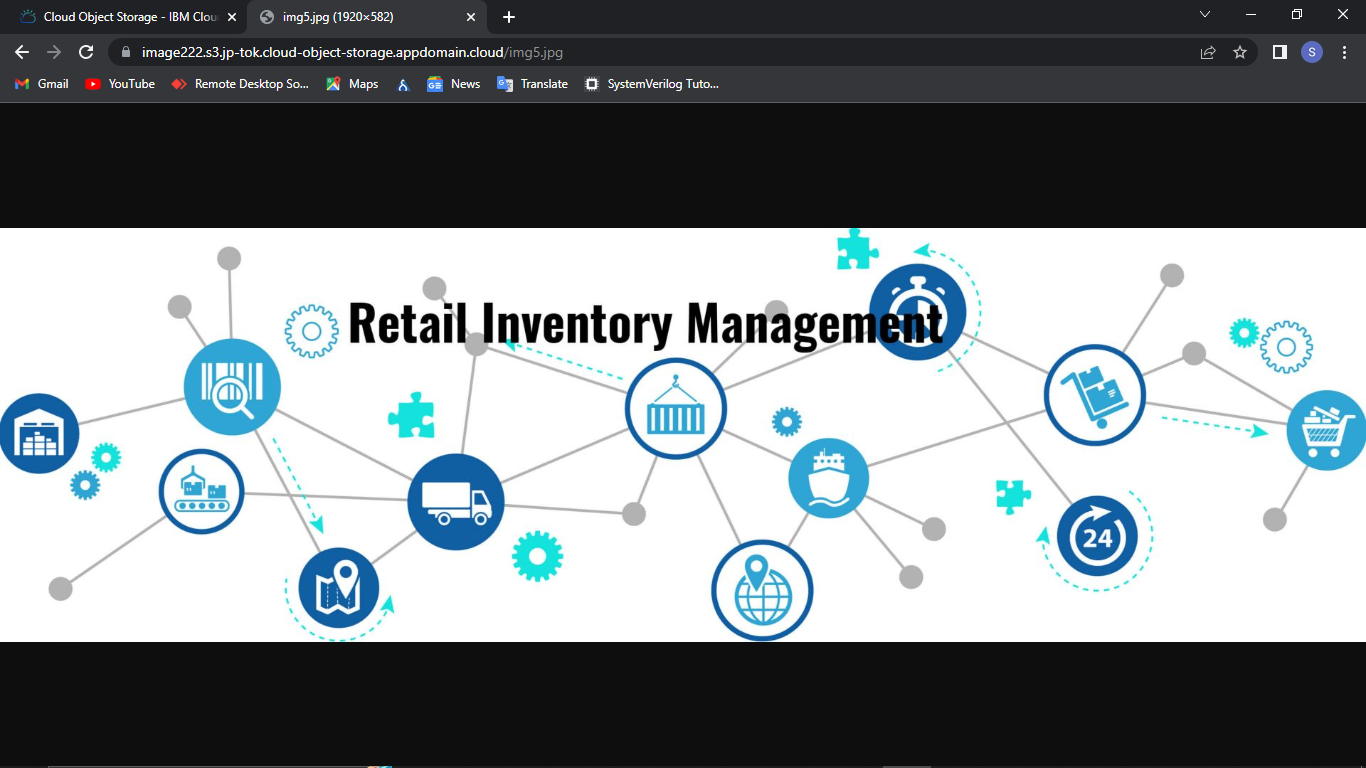 Cloud Object Storage - IBM Clou
img5.jpg (1920×582)
image222.s3.jp-tok.cloud-object-storage.appdomain.cloud/img5.jpg
S
Gmail
YouTube
Remote Desktop So...
Maps
News
Translate
SystemVerilog Tuto...
Retail Inventory Management
24